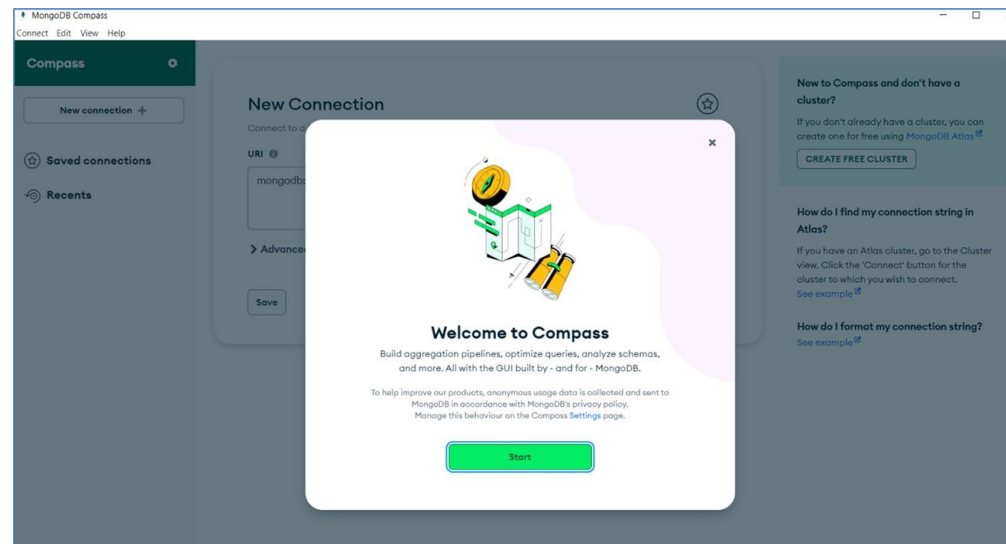 MongoDB Compass
Connect Edit View Help
Compass
New connection +
Saved connections
Recents
New Connection
Connect to a
URI
mongodb:
Advanced
Save
Welcome to Compass
Build aggregation pipelines, optimize queries, analyze schemas,
and more. All with the GUI built by - and for - MongoDB.
To help improve our products, anonymous usage data is collected and sent to
MongoDB in accordance with MongoDB's privacy policy.
Manage this behaviour on the Compass Settings page.
Start
New to Compass and don't have a
cluster?
If you don't already have a cluster, you can
create one for free using MongoDB Atlas
CREATE FREE CLUSTER
How do I find my connection string in
Atlas?
If you have an Atlas cluster, go to the Cluster
view. Click the 'Connect' button for the
cluster to which you wish to connect.
See example
How do I format my connection string?
See example